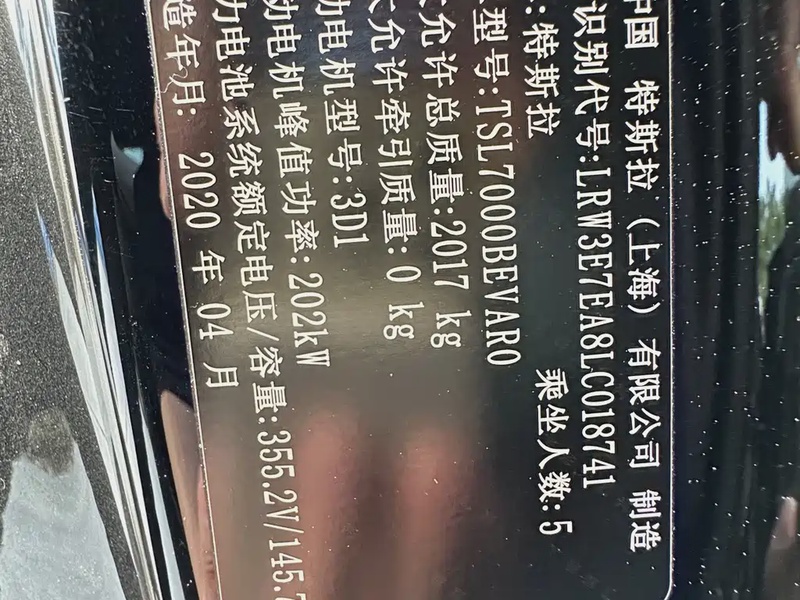 中国 特斯拉（上海）有限公司 制造
识别代号:LRW3E7EA8LC018741
:特斯拉 乘坐人数:5
型号:TSL7000BEVAR0
允许总质量:2017 kg
允许牵引质量:0 kg
动电机型号:3D1
动电机峰值功率:202kW
力电池系统额定电压/容量:355.2V/145.7
造年月: 2020 年 04 月